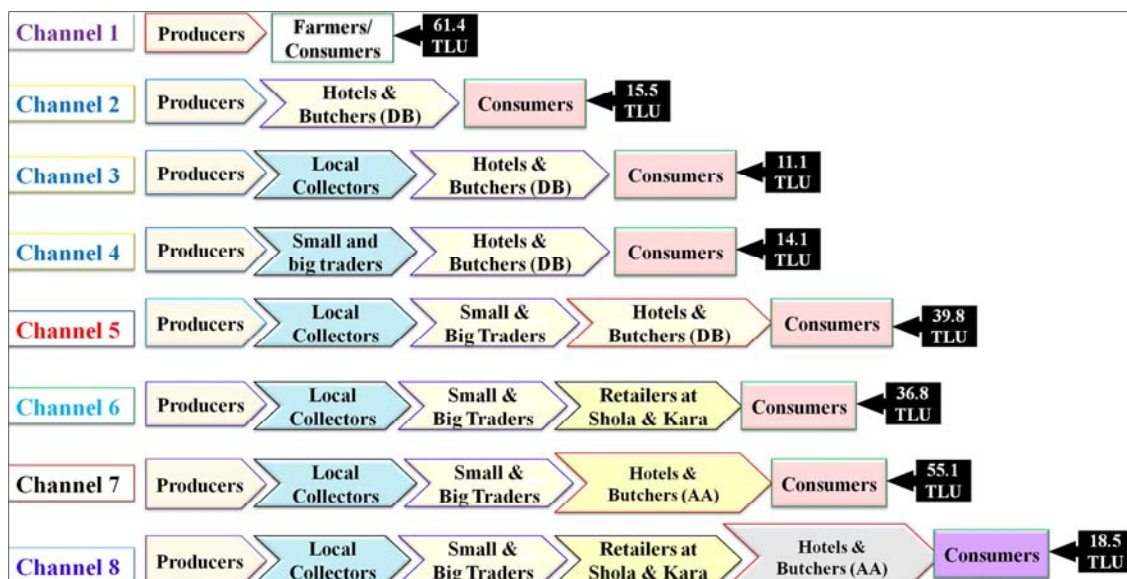 Channel 1
Producers
Farmers/
Consumers
61.4
TLU
Channel 2
Producers
Hotels &
Butchers (DB)
Consumers
15.5
TLU
Channel 3
Producers
Local
Collectors
Hotels &
Butchers (DB)
Consumers
11.1
TLU
Channel 4
Producers
Small and
big traders
Hotels &
Butchers (DB)
Consumers
14.1
TLU
Channel 5
Producers
Local
Collectors
Small &
Big Traders
Hotels &
Butchers (DB)
Consumers
39.8
TLU
Channel 6
Producers
Local
Collectors
Small &
Big Traders
Retailers at
Shola & Kara
Consumers
36.8
TLU
Channel 7
Producers
Local
Collectors
Small &
Big Traders
Hotels &
Butchers (AA)
Consumers
55.1
TLU
Channel 8
Producers
Local
Collectors
Small &
Big Traders
Retailers at
Shola & Kara
Hotels &
Butchers (AA)
Consumers
18.5
TLU